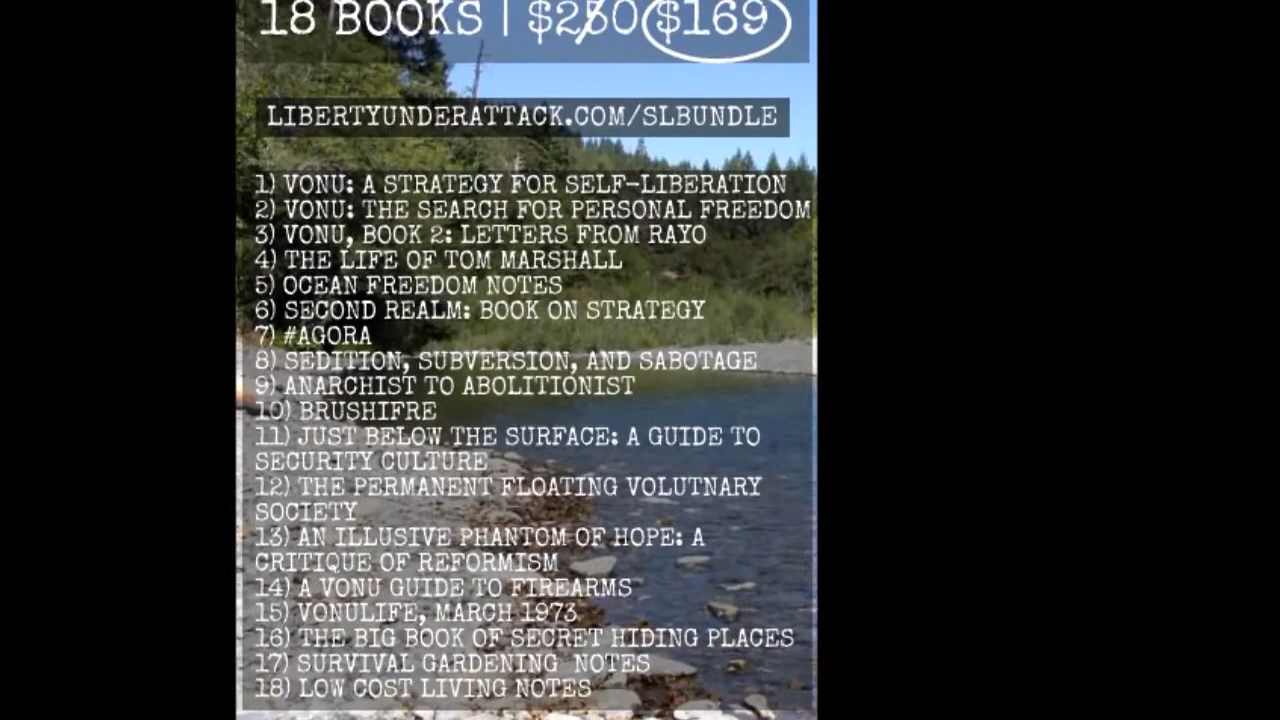 18 BOOKS | $250 $169
LIBERTYUNDERATTACK.COM/SLBUNDLE
1) VONU: A STRATEGY FOR SELF-LIBERATION
2) VONU: THE SEARCH FOR PERSONAL FREEDOM
3) VONU, BOOK 2: LETTERS FROM RAYO
4) THE LIFE OF TOM MARSHALL
5) OCEAN FREEDOM NOTES
6) SECOND REALM: BOOK ON STRATEGY
7) #AGORA
8) SEDITION, SUBVERSION, AND SABOTAGE
9) ANARCHIST TO ABOLITIONIST
10) BRUSHIFRE
11) JUST BELOW THE SURFACE: A GUIDE TO
SECURITY CULTURE
12) THE PERMANENT FLOATING VOLUTNARY
SOCIETY
13) AN ILLUSIVE PHANTOM OF HOPE: A
CRITIQUE OF REFORMISM
14) A VONU GUIDE TO FIREARMS
15) VONULIFE, MARCH 1973
16) THE BIG BOOK OF SECRET HIDING PLACES
17) SURVIVAL GARDENING NOTES
18) LOW COST LIVING NOTES